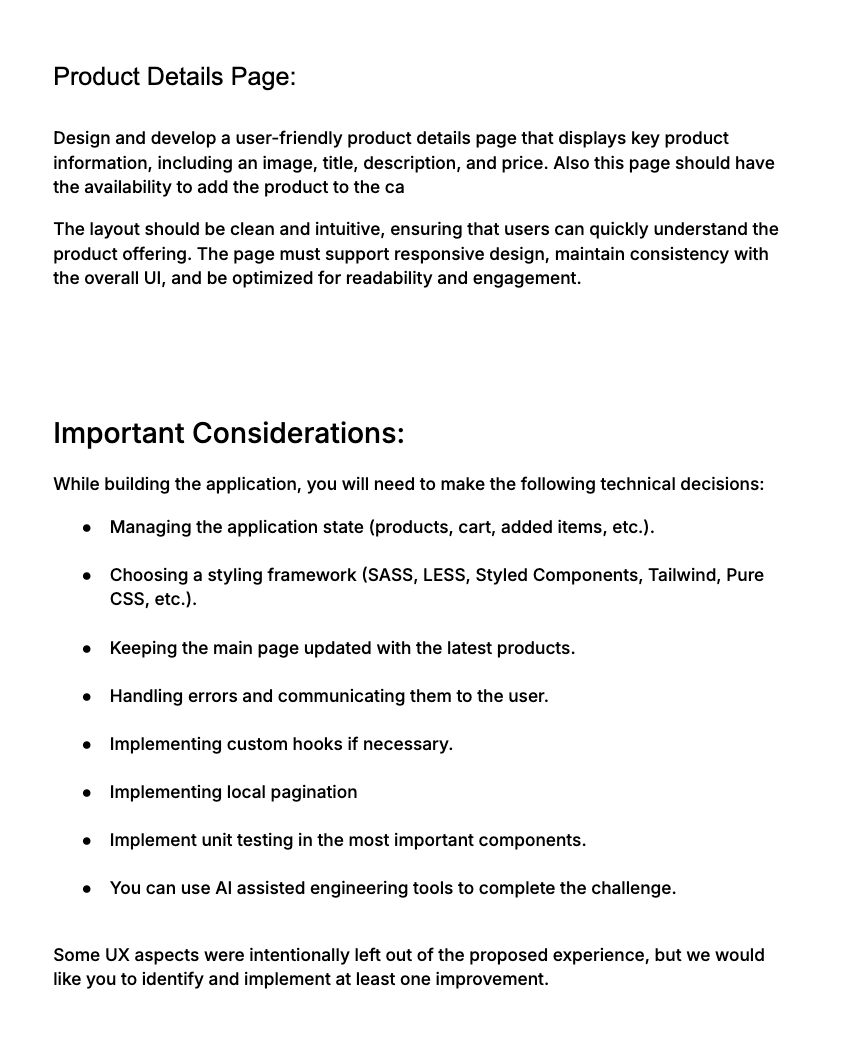 Product Details Page:
Design and develop a user-friendly product details page that displays key product
information, including an image, title, description, and price. Also this page should have
the availability to add the product to the ca
The layout should be clean and intuitive, ensuring that users can quickly understand the
product offering. The page must support responsive design, maintain consistency with
the overall UI, and be optimized for readability and engagement.
Important Considerations:
While building the application, you will need to make the following technical decisions:
● Managing the application state (products, cart, added items, etc.).
● Choosing a styling framework (SASS, LESS, Styled Components, Tailwind, Pure
CSS, etc.).
● Keeping the main page updated with the latest products.
● Handling errors and communicating them to the user.
● Implementing custom hooks if necessary.
● Implementing local pagination
● Implement unit testing in the most important components.
● You can use AI assisted engineering tools to complete the challenge.
Some UX aspects were intentionally left out of the proposed experience, but we would
like you to identify and implement at least one improvement.